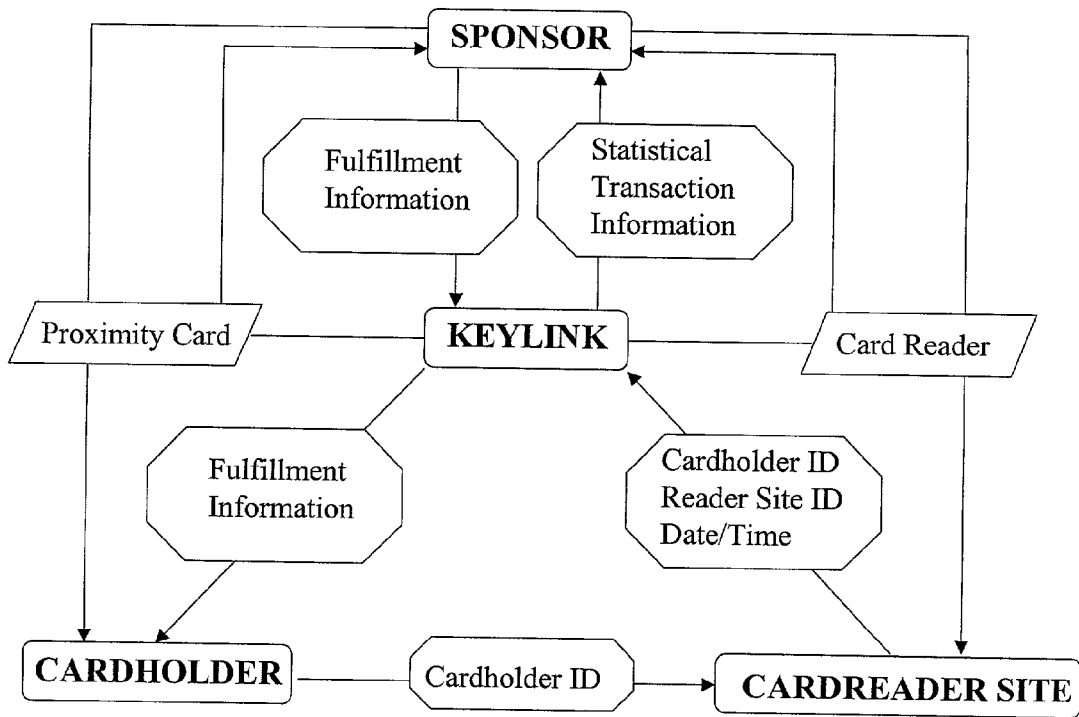 SPONSOR
Fulfillment
Information
Statistical
Transaction
Information
Proximity Card
KEYLINK
Card Reader
Fulfillment
Information
Cardholder ID
Reader Site ID
Date/Time
CARDHOLDER
Cardholder ID
CARDREADER SITE